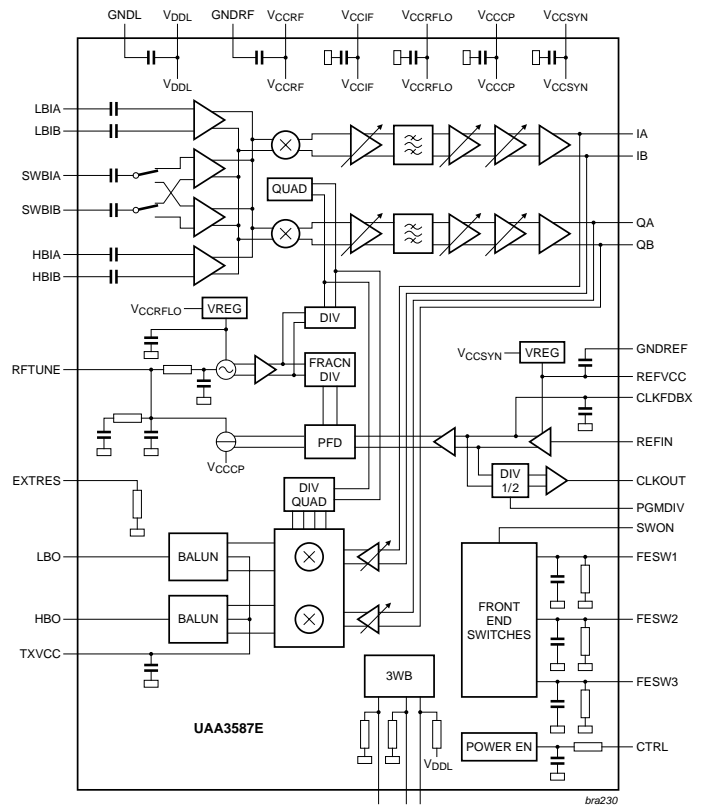 GNDL VDDL GNDRF VCCRF VCCIF VCCRFLO VCCCP VCCSYN
VDDL VCCRF VCCIF VCCRFLO VCCCP VCCSYN
LBIA
LBIB
SWBIA
SWBIB
HBIA
HBIB
IA
IB
QUAD
QA
QB
VCCRFLO
VREG
DIV
RFTUNE
FRACN
DIV
VCCSYN
VREG
GNDREF
REFVCC
CLKFDBX
PFD
VCCCP
REFIN
EXTRES
DIV
QUAD
DIV
1/2
CLKOUT
PGMDIV
SWON
LBO
BALUN
HBO
BALUN
TXVCC
FRONT
END
SWITCHES
FESW1
FESW2
FESW3
3WB
UAA3587E
VDDL
POWER EN
CTRL
bra230